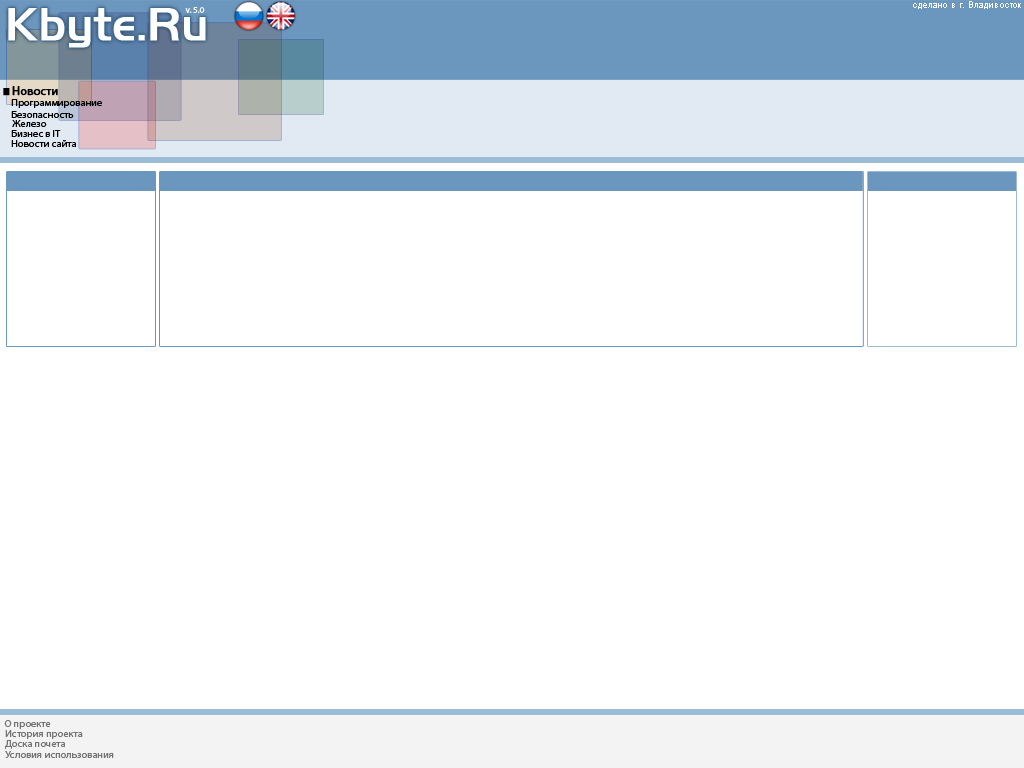 Kbyte.Ru
v. 5.0
сделано в г. Владивосток
Новости
Программирование
Безопасность
Железо
Бизнес в IT
Новости сайта
О проекте
История проекта
Доска почета
Условия использования